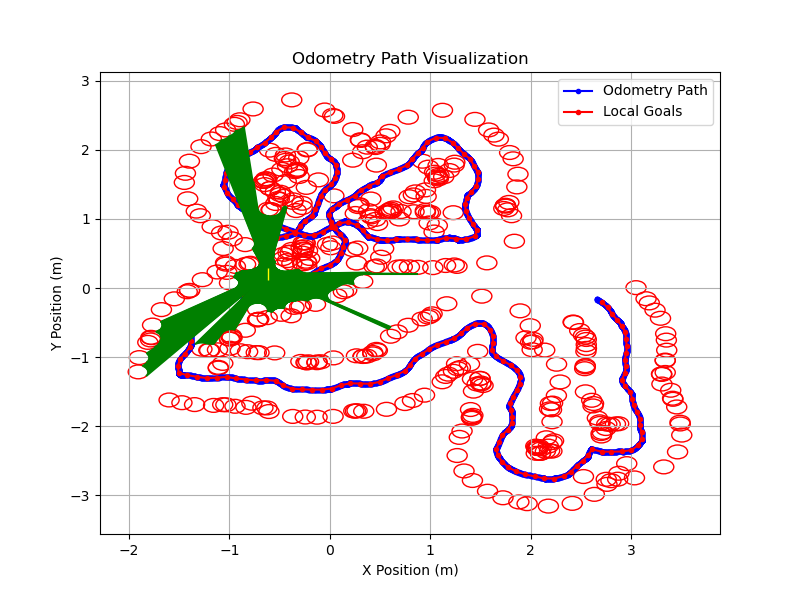 Odometry Path Visualization
Odometry Path
Local Goals
3
2
1
0
−1
−2
−3
Y Position (m)
−2
−1
0
1
2
3
X Position (m)